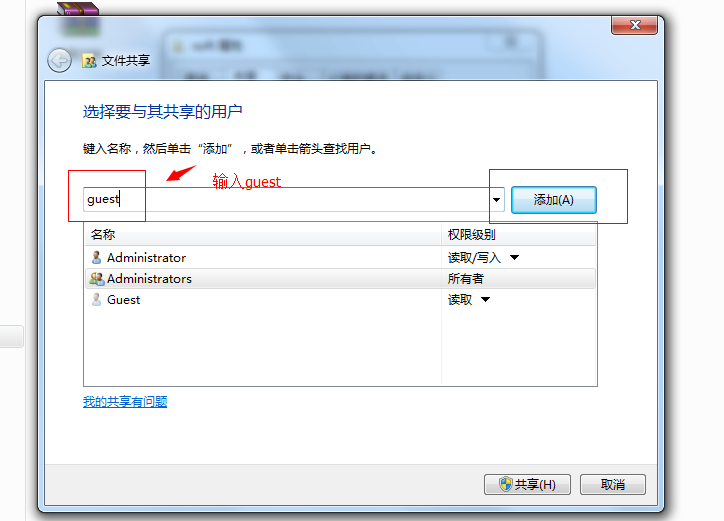 文件共享
选择要与其共享的用户
键入名称，然后单击“添加”，或者单击箭头查找用户。
输入guest
guest 添加(A)
名称 权限级别
Administrator 读取/写入
Administrators 所有者
Guest 读取
我的共享有问题
共享(H) 取消